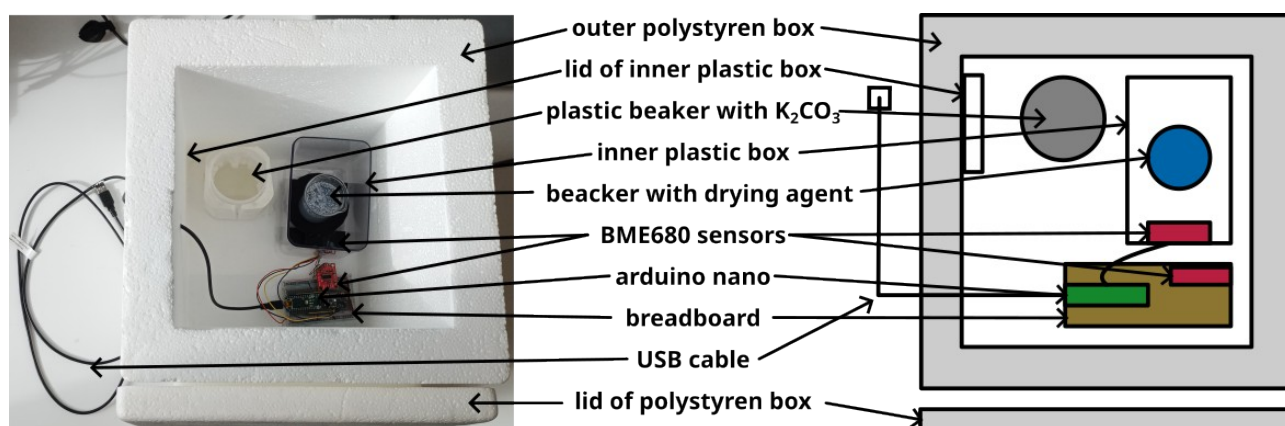 outer polystyren box
lid of inner plastic box
plastic beaker with K₂CO₃
inner plastic box
beacker with drying agent
BME680 sensors
arduino nano
breadboard
USB cable
lid of polystyren box